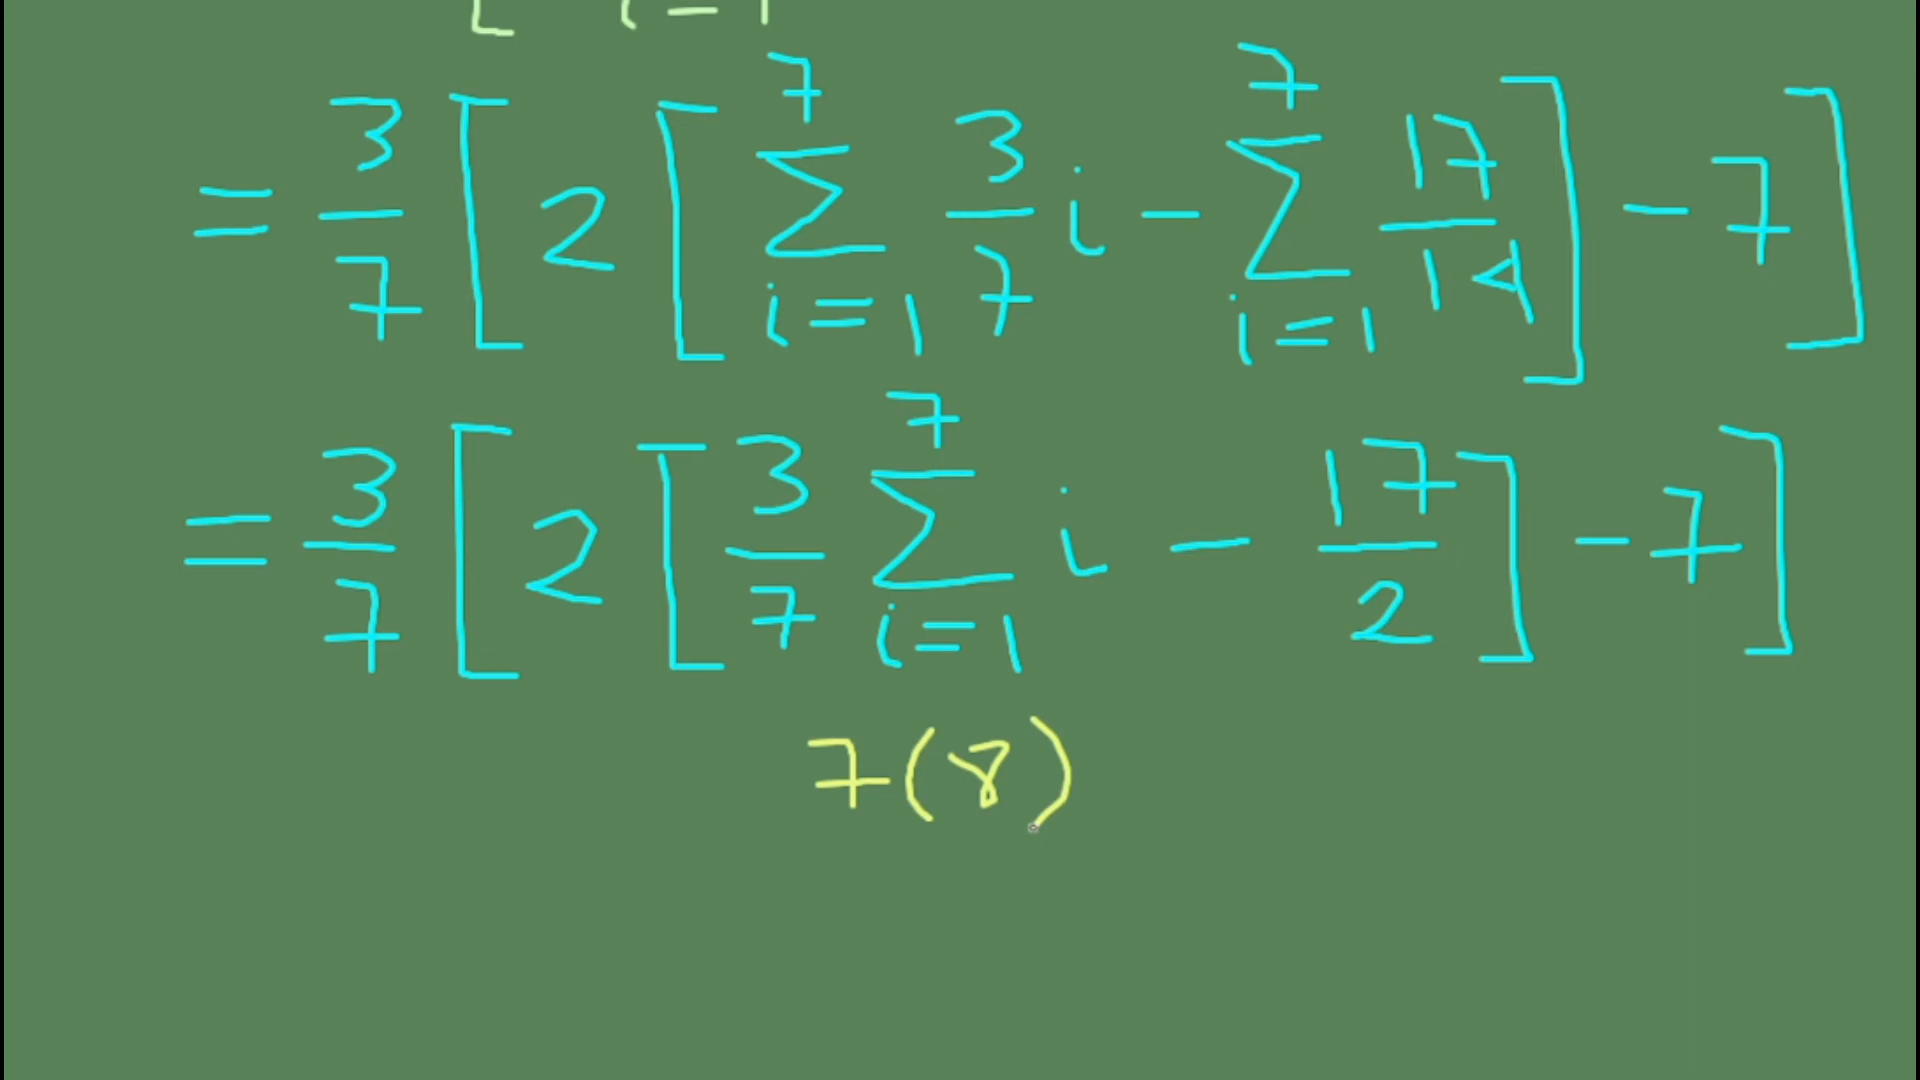 [ i=1
= 3/7 [ 2 [ 7 ∑ i=1 3/7 i − 7 ∑ i=1 17/14 ] − 7 ]
= 3/7 [ 2 [ 3/7 7 ∑ i=1 i − 17/2 ] − 7 ]
7(8)